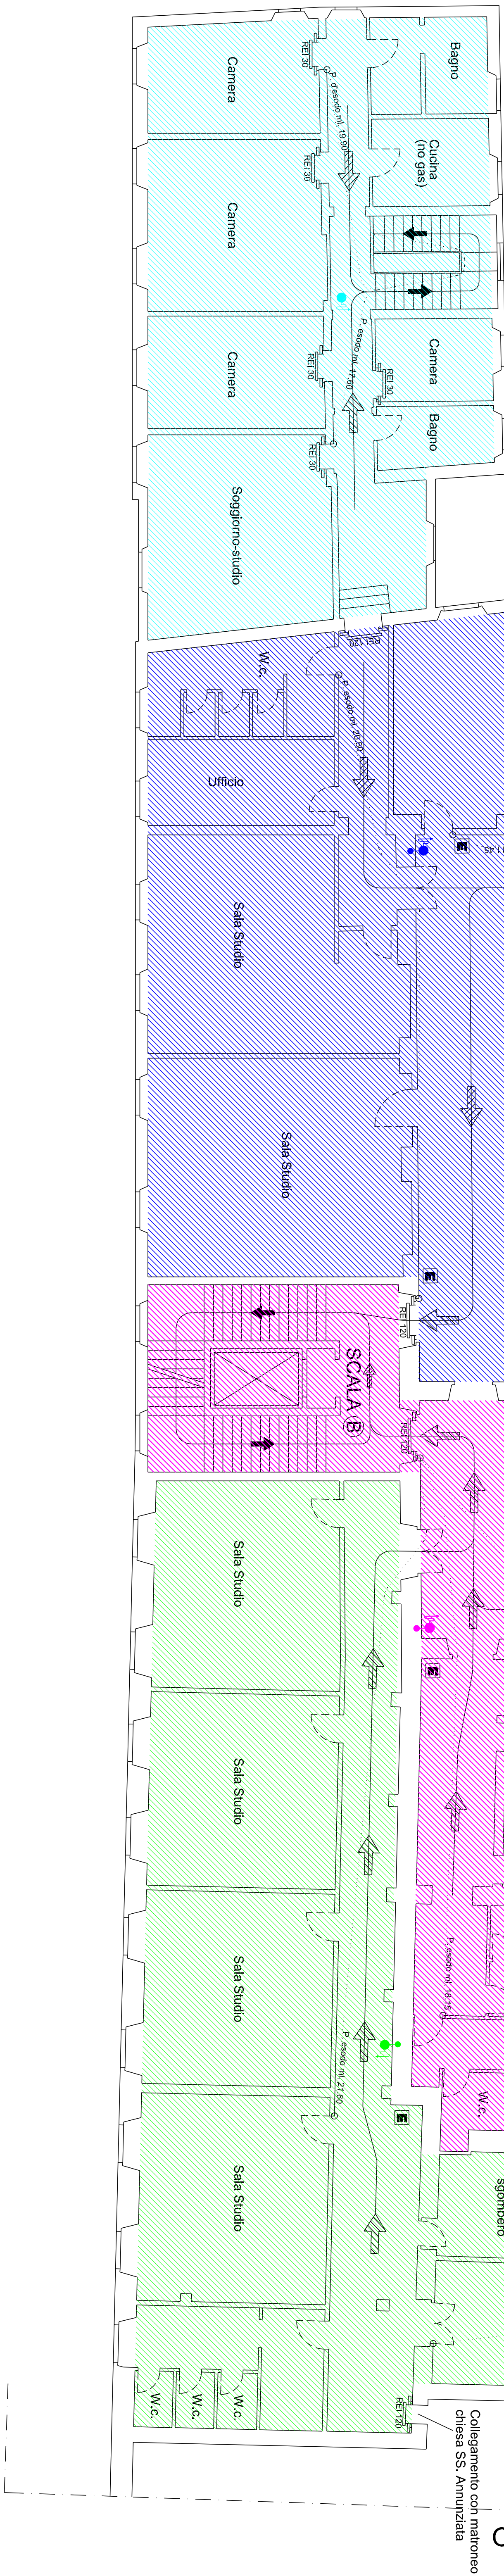 Bagno
REI 30
Camera
P. d'esodo ml. 19.90
Cucina
(no gas)
REI 30
Camera
P. esodo ml. 17.60
Camera
REI 30
REI 30
Camera
Bagno
REI 30
Soggiorno-studio
REI 120
W.c.
P. esodo ml. 20.60
Ufficio
E
Sala Studio
Sala Studio
E
REI 120
SCALA B
REI 120
Sala Studio
E
Sala Studio
P. esodo ml. 18.15
Sala Studio
P. esodo ml. 21.60
W.c.
E
Sala Studio
sgombero
REI 120
W.c.
W.c.
W.c.
Collegamento con matroneo
chiesa SS. Annunziata